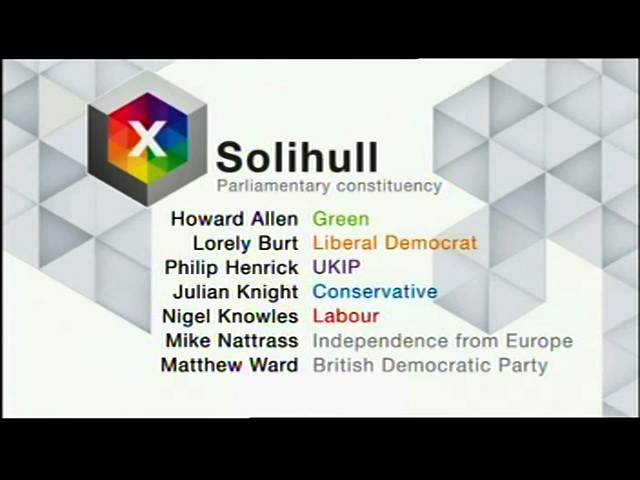 X
Solihull
Parliamentary constituency
Howard Allen Green
Lorely Burt Liberal Democrat
Philip Henrick UKIP
Julian Knight Conservative
Nigel Knowles Labour
Mike Nattrass Independence from Europe
Matthew Ward British Democratic Party